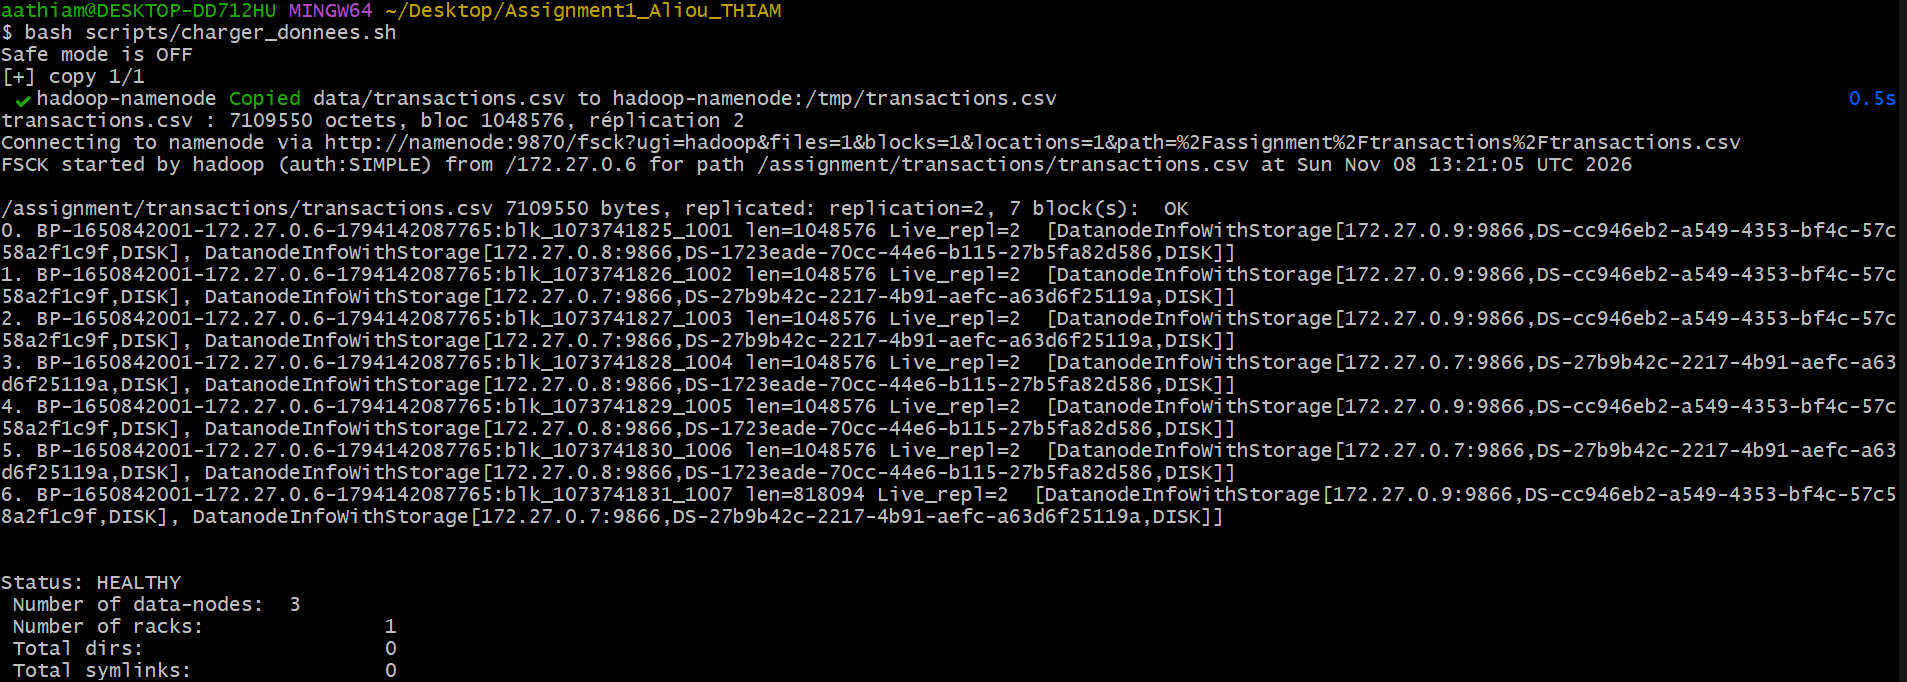 aathiam@DESKTOP-DD712HU MINGW64 ~/Desktop/Assignment1_Aliou_THIAM
$ bash scripts/charger_donnees.sh
Safe mode is OFF
[+] copy 1/1
✔ hadoop-namenode Copied data/transactions.csv to hadoop-namenode:/tmp/transactions.csv 0.5s
transactions.csv : 7109550 octets, bloc 1048576, réplication 2
Connecting to namenode via http://namenode:9870/fsck?ugi=hadoop&files=1&blocks=1&locations=1&path=%2Fassignment%2Ftransactions%2Ftransactions.csv
FSCK started by hadoop (auth:SIMPLE) from /172.27.0.6 for path /assignment/transactions/transactions.csv at Sun Nov 08 13:21:05 UTC 2026
/assignment/transactions/transactions.csv 7109550 bytes, replicated: replication=2, 7 block(s):  OK
0. BP-1650842001-172.27.0.6-1794142087765:blk_1073741825_1001 len=1048576 Live_repl=2  [DatanodeInfoWithStorage[172.27.0.9:9866,DS-cc946eb2-a549-4353-bf4c-57c
58a2f1c9f,DISK], DatanodeInfoWithStorage[172.27.0.8:9866,DS-1723eade-70cc-44e6-b115-27b5fa82d586,DISK]]
1. BP-1650842001-172.27.0.6-1794142087765:blk_1073741826_1002 len=1048576 Live_repl=2  [DatanodeInfoWithStorage[172.27.0.9:9866,DS-cc946eb2-a549-4353-bf4c-57c
58a2f1c9f,DISK], DatanodeInfoWithStorage[172.27.0.7:9866,DS-27b9b42c-2217-4b91-aefc-a63d6f25119a,DISK]]
2. BP-1650842001-172.27.0.6-1794142087765:blk_1073741827_1003 len=1048576 Live_repl=2  [DatanodeInfoWithStorage[172.27.0.9:9866,DS-cc946eb2-a549-4353-bf4c-57c
58a2f1c9f,DISK], DatanodeInfoWithStorage[172.27.0.7:9866,DS-27b9b42c-2217-4b91-aefc-a63d6f25119a,DISK]]
3. BP-1650842001-172.27.0.6-1794142087765:blk_1073741828_1004 len=1048576 Live_repl=2  [DatanodeInfoWithStorage[172.27.0.7:9866,DS-27b9b42c-2217-4b91-aefc-a63
d6f25119a,DISK], DatanodeInfoWithStorage[172.27.0.8:9866,DS-1723eade-70cc-44e6-b115-27b5fa82d586,DISK]]
4. BP-1650842001-172.27.0.6-1794142087765:blk_1073741829_1005 len=1048576 Live_repl=2  [DatanodeInfoWithStorage[172.27.0.9:9866,DS-cc946eb2-a549-4353-bf4c-57c
58a2f1c9f,DISK], DatanodeInfoWithStorage[172.27.0.8:9866,DS-1723eade-70cc-44e6-b115-27b5fa82d586,DISK]]
5. BP-1650842001-172.27.0.6-1794142087765:blk_1073741830_1006 len=1048576 Live_repl=2  [DatanodeInfoWithStorage[172.27.0.7:9866,DS-27b9b42c-2217-4b91-aefc-a63
d6f25119a,DISK], DatanodeInfoWithStorage[172.27.0.8:9866,DS-1723eade-70cc-44e6-b115-27b5fa82d586,DISK]]
6. BP-1650842001-172.27.0.6-1794142087765:blk_1073741831_1007 len=818094 Live_repl=2  [DatanodeInfoWithStorage[172.27.0.9:9866,DS-cc946eb2-a549-4353-bf4c-57c5
8a2f1c9f,DISK], DatanodeInfoWithStorage[172.27.0.7:9866,DS-27b9b42c-2217-4b91-aefc-a63d6f25119a,DISK]]
Status: HEALTHY
Number of data-nodes:  3
Number of racks: 1
Total dirs: 0
Total symlinks: 0